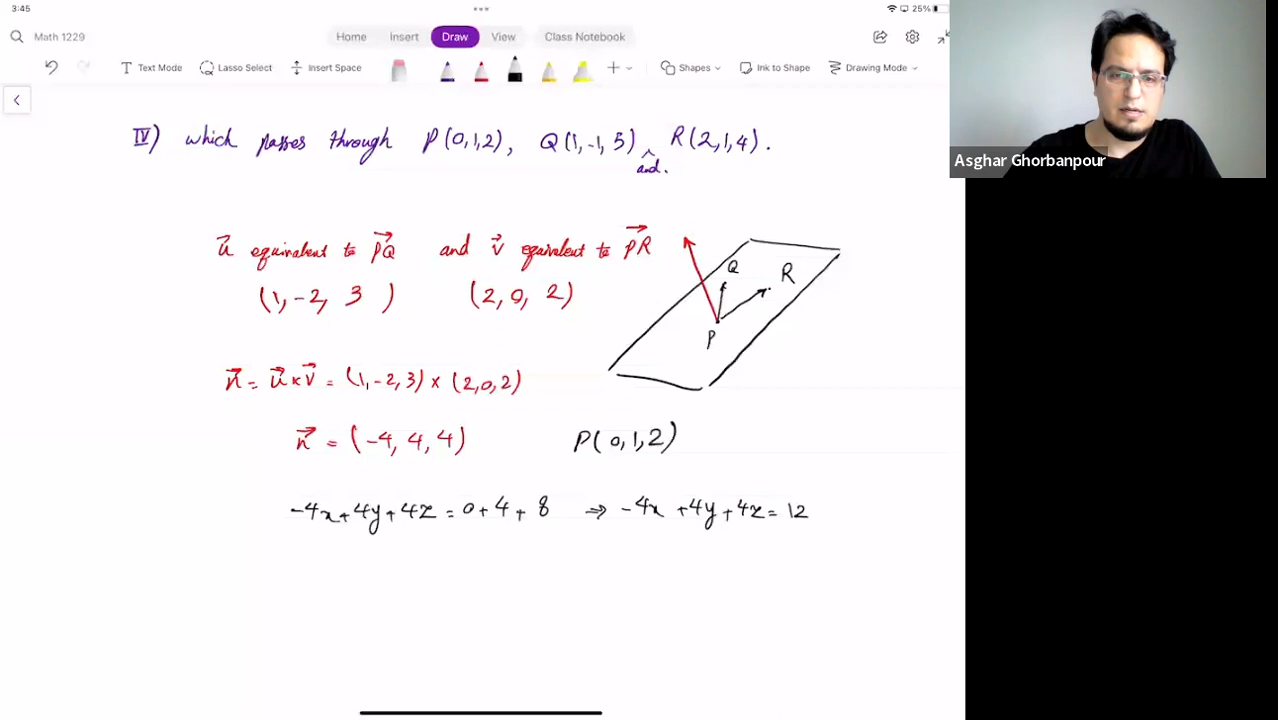 3:45
25%
Math 1229
Home Insert Draw View Class Notebook
Text Mode Lasso Select Insert Space Shapes Ink to Shape Drawing Mode
IV) which passes through P(0,1,2), Q(1,-1,5) ^ R(2,1,4).
and.
Asghar Ghorbanpour
u⃗ equivalent to PQ⃗ and v⃗ equivalent to PR⃗
(1,-2, 3 ) (2, 0, 2)
Q R
P
n⃗ = u⃗ × v⃗ = (1,-2,3) × (2,0,2)
n⃗ = (-4, 4, 4) P(0,1,2)
-4x+4y+4z = 0+4+8 ⇒ -4x+4y+4z = 12